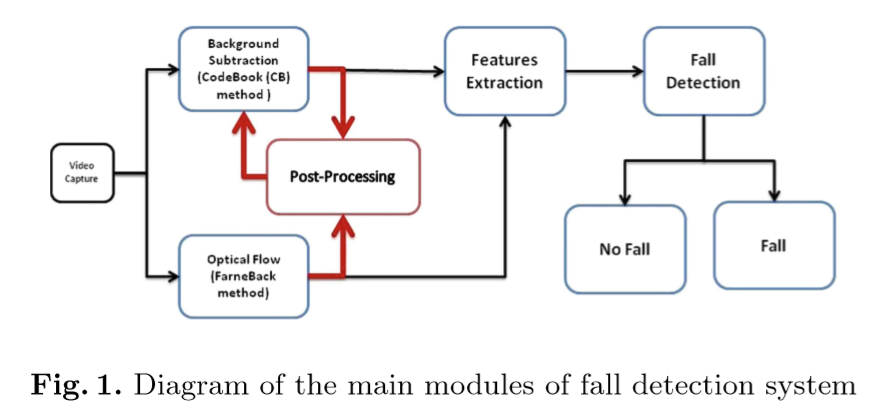 Background
Subtraction
(CodeBook (CB)
method )
Features
Extraction
Fall
Detection
Video
Capture
Post-Processing
Optical Flow
(FarneBack
method)
No Fall
Fall
Fig. 1. Diagram of the main modules of fall detection system